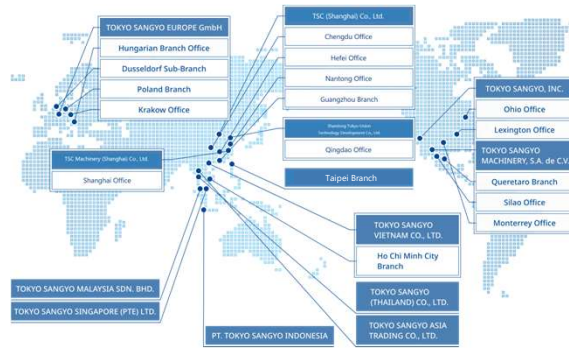 TOKYO SANGYO EUROPE GmbH
Hungarian Branch Office
Dusseldorf Sub-Branch
Poland Branch
Krakow Office
TSC (Shanghai) Co., Ltd.
Chengdu Office
Hefei Office
Nantong Office
Guangzhou Branch
Technology Development Co., Ltd.
Qingdao Office
Taipei Branch
TSC Machinery (Shanghai) Co., Ltd.
Shanghai Office
TOKYO SANGYO, INC.
Ohio Office
Lexington Office
TOKYO SANGYO
MACHINERY, S.A. de C.V.
Queretaro Branch
Silao Office
Monterrey Office
TOKYO SANGYO
VIETNAM CO., LTD.
Ho Chi Minh City
Branch
TOKYO SANGYO
(THAILAND) CO., LTD.
TOKYO SANGYO ASIA
TRADING CO., LTD.
TOKYO SANGYO MALAYSIA SDN, BHD.
TOKYO SANGYO SINGAPORE (PTE) LTD.
PT. TOKYO SANGYO INDONESIA